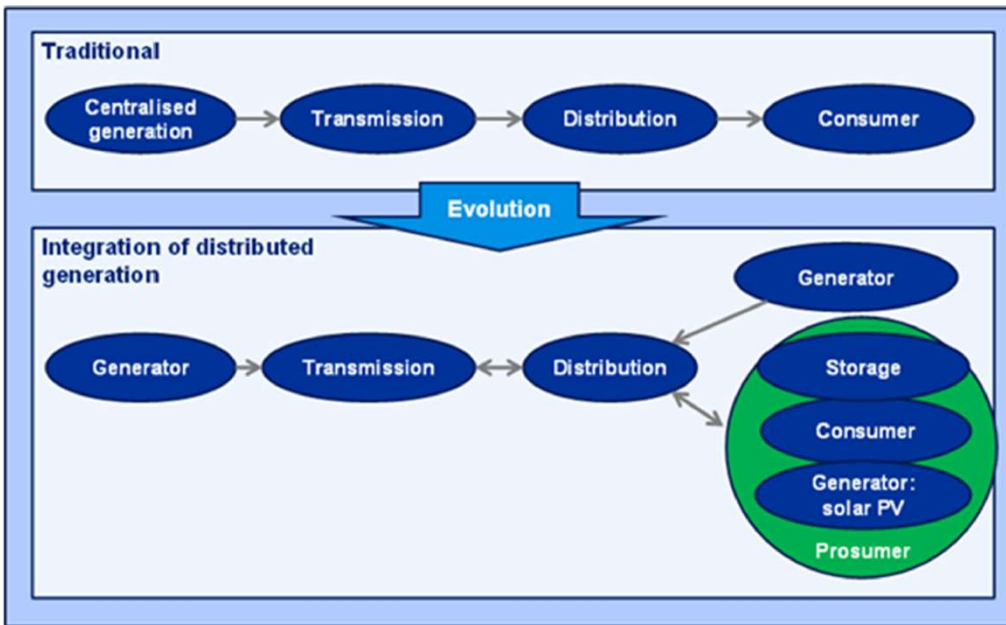 Traditional
Centralised
generation
Transmission
Distribution
Consumer
Evolution
Integration of distributed
generation
Generator
Generator
Transmission
Distribution
Storage
Consumer
Generator:
solar PV
Prosumer